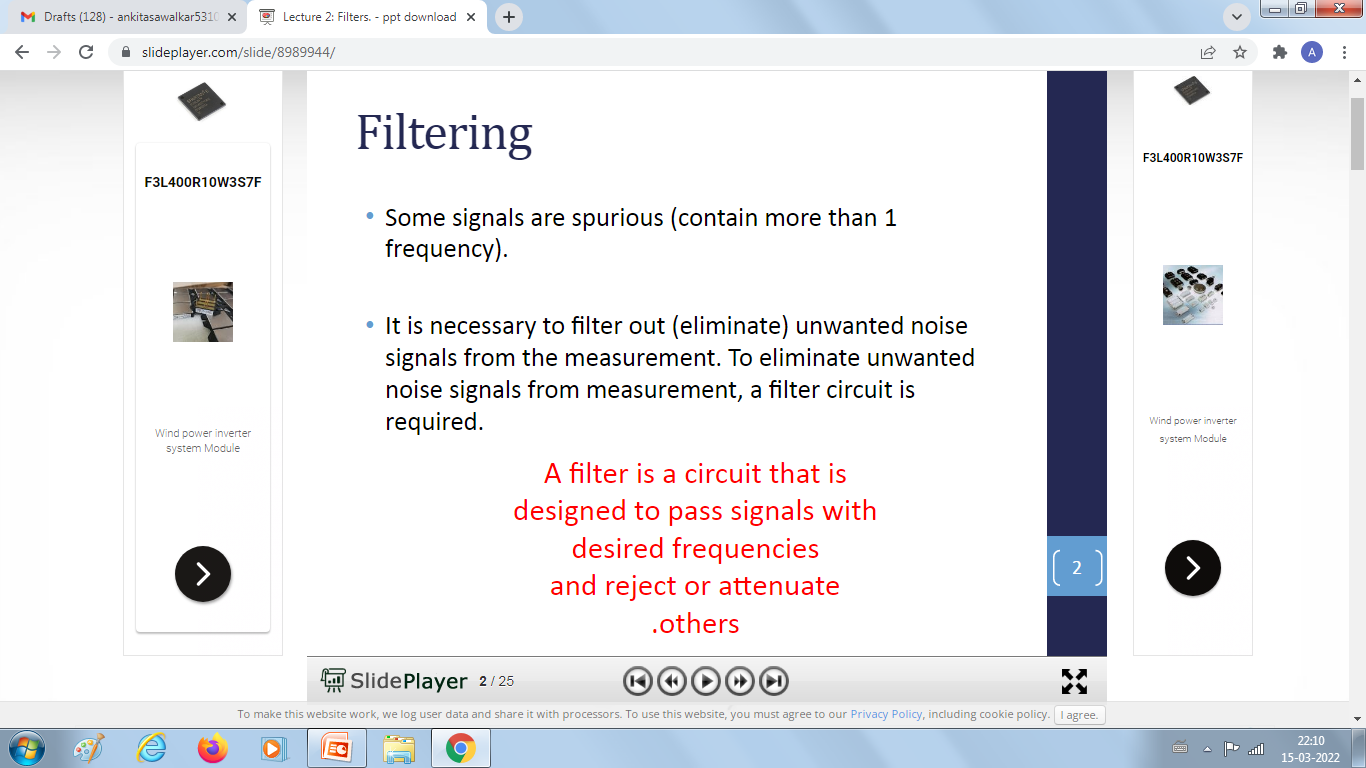 Drafts (128) - ankitasawalkar531
Lecture 2: Filters. - ppt download
slideplayer.com/slide/8989944/
A
F3L400R10W3S7F
Wind power inverter
system Module
Filtering
• Some signals are spurious (contain more than 1
frequency).
• It is necessary to filter out (eliminate) unwanted noise
signals from the measurement. To eliminate unwanted
noise signals from measurement, a filter circuit is
required.
A filter is a circuit that is
designed to pass signals with
desired frequencies
and reject or attenuate
.others
2
F3L400R10W3S7F
Wind power inverter
system Module
SlidePlayer 2 / 25
To make this website work, we log user data and share it with processors. To use this website, you must agree to our Privacy Policy, including cookie policy. I agree.
22:10
15-03-2022